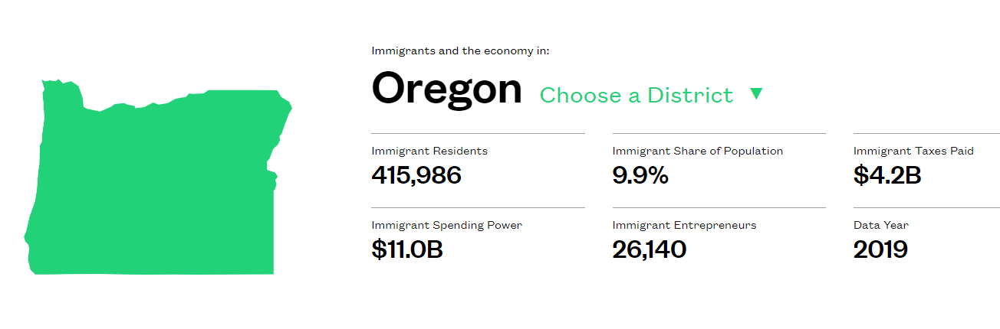 Immigrants and the economy in:
Oregon Choose a District ▼
Immigrant Residents
415,986
Immigrant Share of Population
9.9%
Immigrant Taxes Paid
$4.2B
Immigrant Spending Power
$11.0B
Immigrant Entrepreneurs
26,140
Data Year
2019